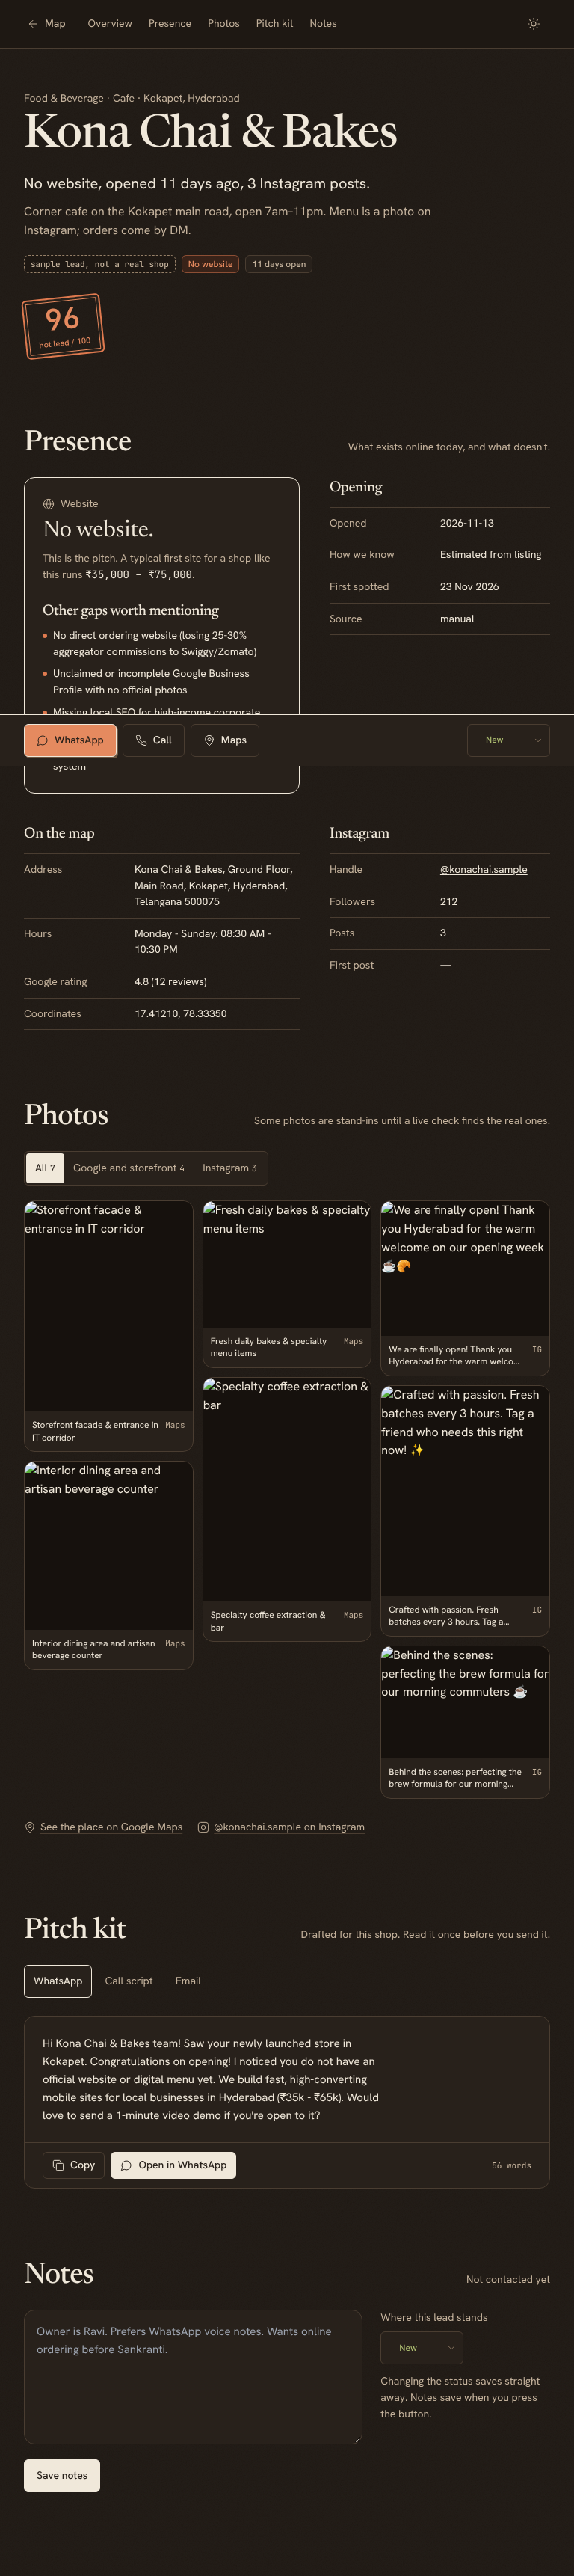 Map
Overview
Presence
Photos
Pitch kit
Notes
Food & Beverage · Cafe · Kokapet, Hyderabad
Kona Chai & Bakes
No website, opened 11 days ago, 3 Instagram posts.
Corner cafe on the Kokapet main road, open 7am–11pm. Menu is a photo on
Instagram; orders come by DM.
sample lead, not a real shop
No website
11 days open
96
hot lead / 100
Presence
What exists online today, and what doesn't.
Website
No website.
This is the pitch. A typical first site for a shop like
this runs ₹35,000 – ₹75,000.
Other gaps worth mentioning
No direct ordering website (losing 25-30%
aggregator commissions to Swiggy/Zomato)
Unclaimed or incomplete Google Business
Profile with no official photos
Missing local SEO for high-income corporate
system
Opening
Opened
2026-11-13
How we know
Estimated from listing
First spotted
23 Nov 2026
Source
manual
WhatsApp
Call
Maps
New
On the map
Address
Kona Chai & Bakes, Ground Floor,
Main Road, Kokapet, Hyderabad,
Telangana 500075
Hours
Monday - Sunday: 08:30 AM -
10:30 PM
Google rating
4.8 (12 reviews)
Coordinates
17.41210, 78.33350
Instagram
Handle
@konachai.sample
Followers
212
Posts
3
First post
—
Photos
Some photos are stand-ins until a live check finds the real ones.
All 7
Google and storefront 4
Instagram 3
Storefront facade &
entrance in IT corridor
Storefront facade & entrance in
IT corridor
Maps
Interior dining area and
artisan beverage counter
Interior dining area and artisan
beverage counter
Maps
Fresh daily bakes & specialty
menu items
Fresh daily bakes & specialty
menu items
Maps
Specialty coffee extraction &
bar
Specialty coffee extraction &
bar
Maps
We are finally open! Thank
you Hyderabad for the warm
welcome on our opening week
☕🥐
We are finally open! Thank you
Hyderabad for the warm welco...
IG
Crafted with passion. Fresh
batches every 3 hours. Tag a
friend who needs this right
now! ✨
Crafted with passion. Fresh
batches every 3 hours. Tag a...
IG
Behind the scenes:
perfecting the brew formula for
our morning commuters ☕
Behind the scenes: perfecting the
brew formula for our morning...
IG
See the place on Google Maps
@konachai.sample on Instagram
Pitch kit
Drafted for this shop. Read it once before you send it.
WhatsApp
Call script
Email
Hi Kona Chai & Bakes team! Saw your newly launched store in
Kokapet. Congratulations on opening! I noticed you do not have an
official website or digital menu yet. We build fast, high-converting
mobile sites for local businesses in Hyderabad (₹35k - ₹65k). Would
love to send a 1-minute video demo if you're open to it?
Copy
Open in WhatsApp
56 words
Notes
Not contacted yet
Owner is Ravi. Prefers WhatsApp voice notes. Wants online
ordering before Sankranti.
Where this lead stands
New
Changing the status saves straight
away. Notes save when you press
the button.
Save notes